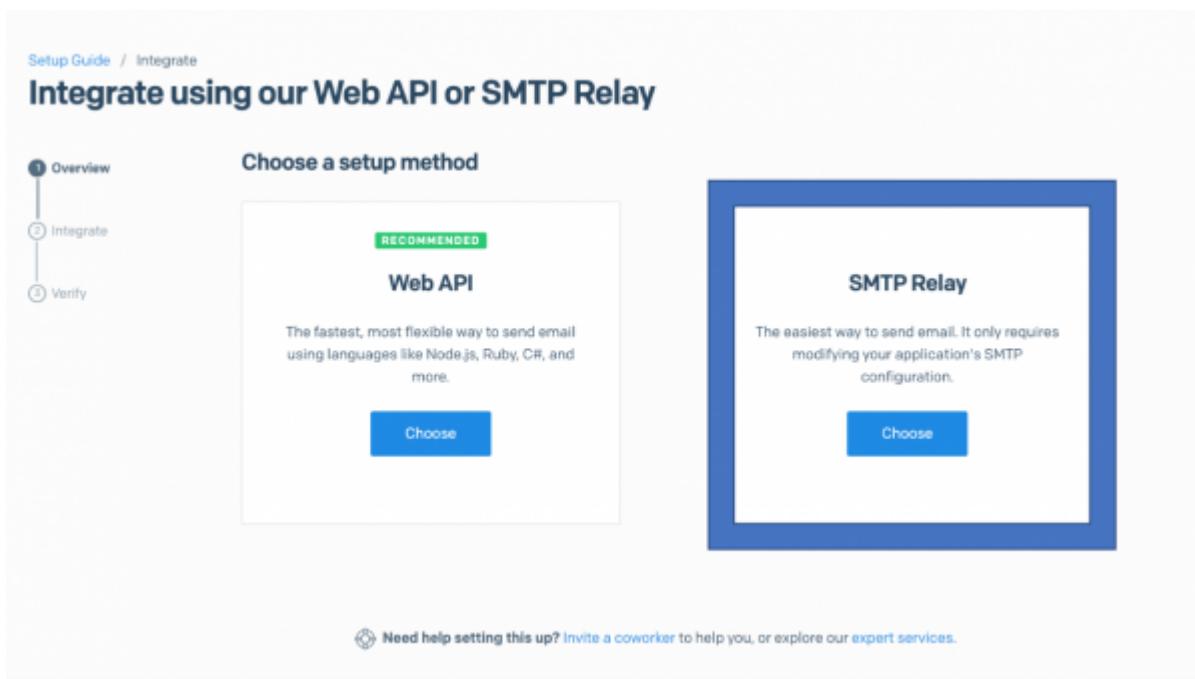 Setup Guide / Integrate
Integrate using our Web API or SMTP Relay
1 Overview
2 Integrate
3 Verify
Choose a setup method
RECOMMENDED
Web API
The fastest, most flexible way to send email
using languages like Node.js, Ruby, C#, and
more.
Choose
SMTP Relay
The easiest way to send email. It only requires
modifying your application's SMTP
configuration.
Choose
Need help setting this up? Invite a coworker to help you, or explore our expert services.